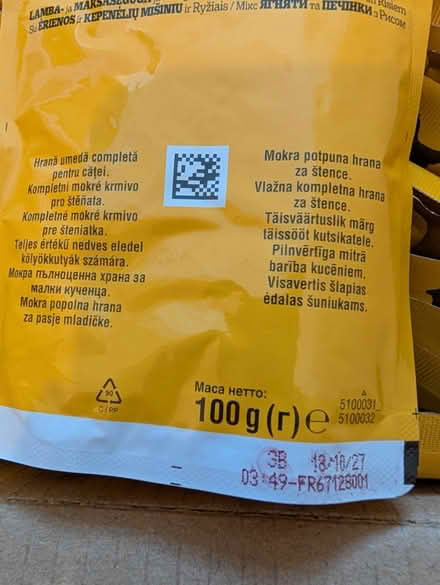 LAMBA- ja MAKSASEGUGA
Su ĖRIENOS ir KEPENĖLIŲ MIŠINIU ir Ryžiais / Мікс ЯГНЯТИ та ПЕЧІНКИ з Рисом
Hrană umedă completă
pentru căței.
Kompletní mokré krmivo
pro štěňata.
Kompletné mokré krmivo
pre šteniatka.
Teljes értékű nedves eledel
kölyökkutyák számára.
Мокра пълноценна храна за
малки кученца.
Mokra popolna hrana
za pasje mladičke.
Mokra potpuna hrana
za štence.
Vlažna kompletna hrana
za štence.
Täisväärtuslik märg
täissööt kutsikatele.
Pilnvērtīga mitrā
barība kucēniem.
Visavertis šlapias
ėdalas šuniukams.
90
C/PP
Маса нетто:
100 g (г) e
5100031
5100032
3B 18/10/27
03:49-FR67128001